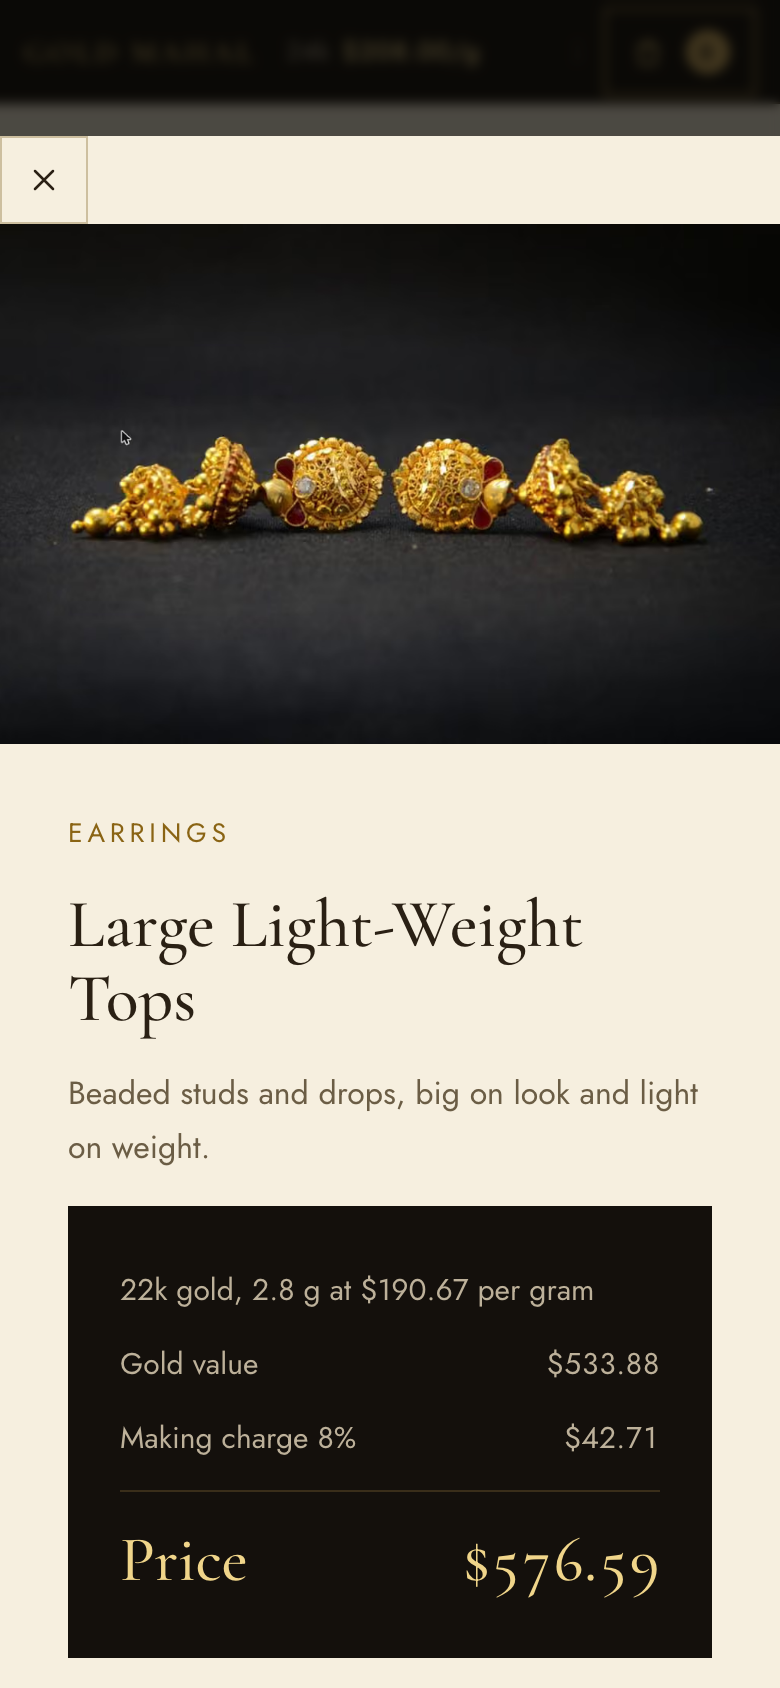 EARRINGS
Large Light-Weight
Tops
Beaded studs and drops, big on look and light
on weight.
22k gold, 2.8 g at $190.67 per gram
Gold value $533.88
Making charge 8% $42.71
Price $576.59